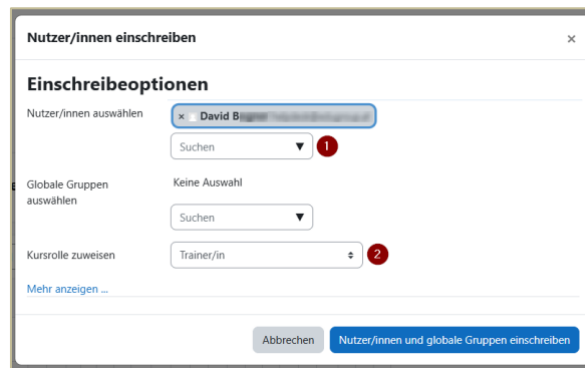 Nutzer/innen einschreiben ×
Einschreibeoptionen
Nutzer/innen auswählen × David
Suchen ▼ 1
Globale Gruppen auswählen Keine Auswahl
Suchen ▼
Kursrolle zuweisen Trainer/in 2
Mehr anzeigen ...
Abbrechen Nutzer/innen und globale Gruppen einschreiben